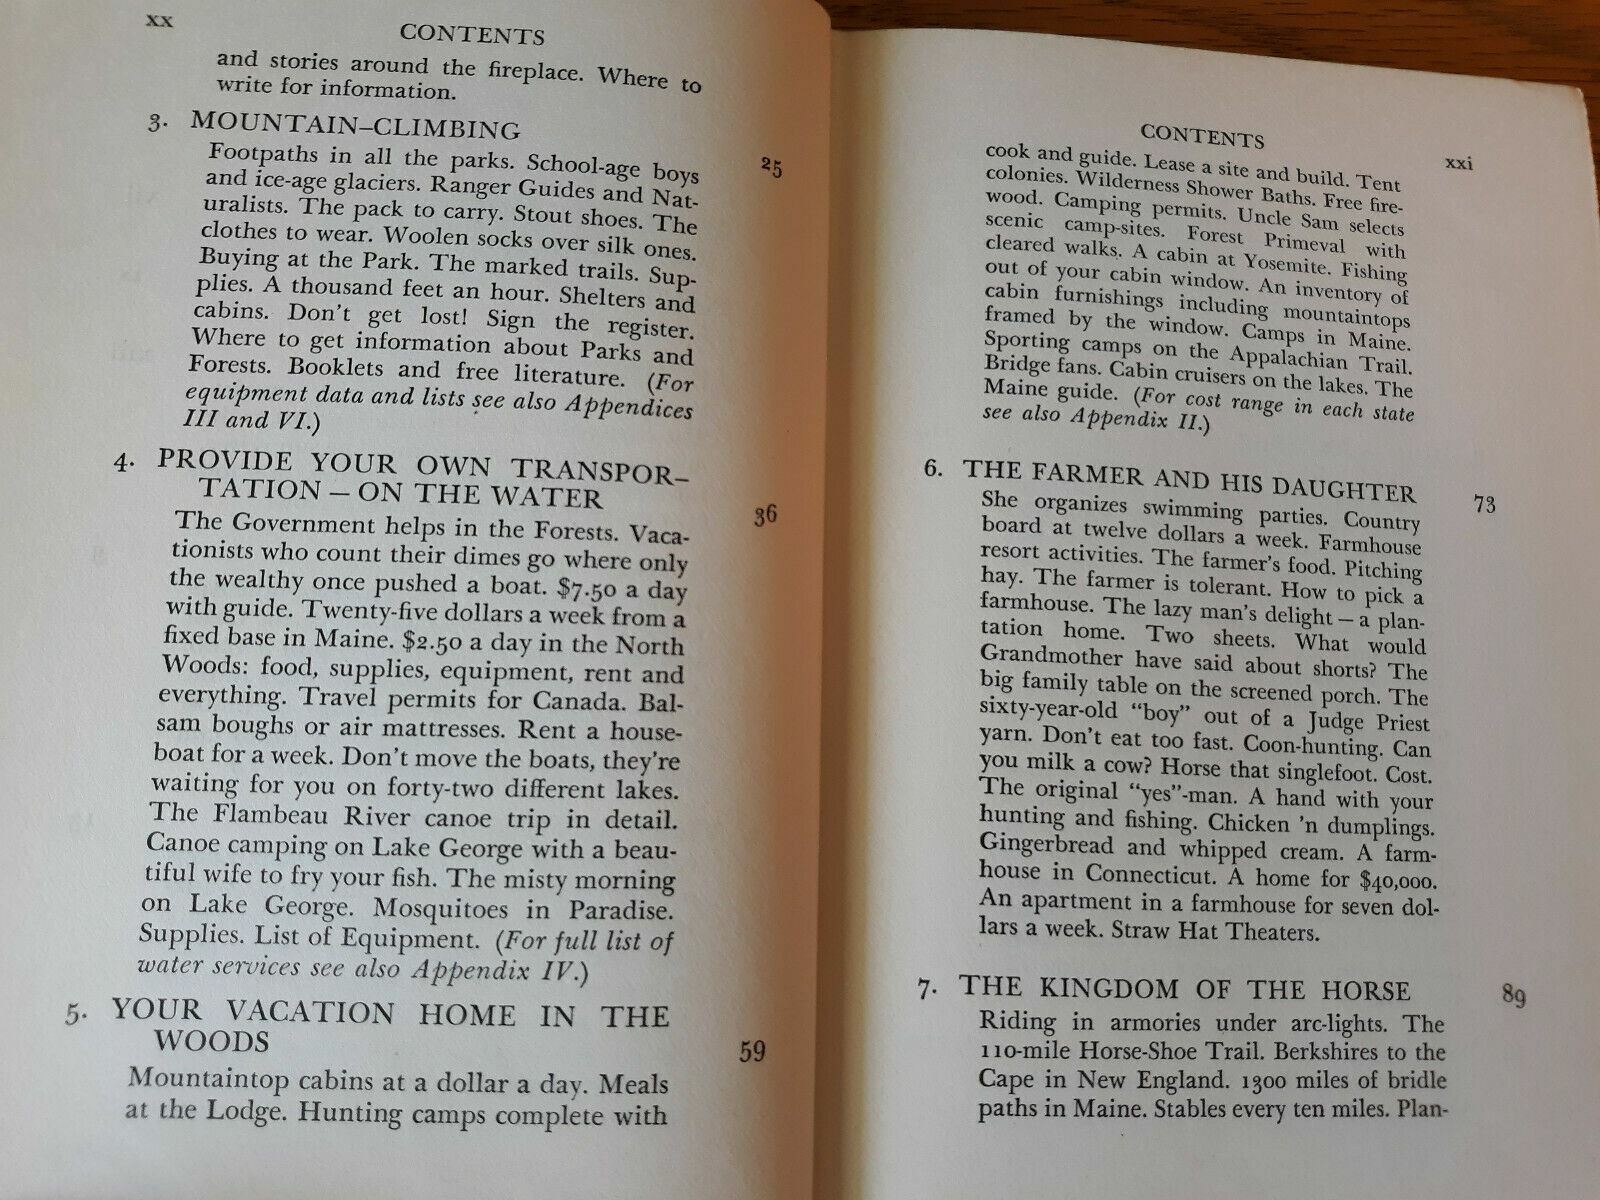 xx
CONTENTS
and stories around the fireplace. Where to
write for information.
3. MOUNTAIN–CLIMBING 25
Footpaths in all the parks. School-age boys
and ice-age glaciers. Ranger Guides and Nat-
uralists. The pack to carry. Stout shoes. The
clothes to wear. Woolen socks over silk ones.
Buying at the Park. The marked trails. Sup-
plies. A thousand feet an hour. Shelters and
cabins. Don't get lost! Sign the register.
Where to get information about Parks and
Forests. Booklets and free literature. (For
equipment data and lists see also Appendices
III and VI.)
4. PROVIDE YOUR OWN TRANSPOR–
TATION – ON THE WATER 36
The Government helps in the Forests. Vaca-
tionists who count their dimes go where only
the wealthy once pushed a boat. $7.50 a day
with guide. Twenty-five dollars a week from a
fixed base in Maine. $2.50 a day in the North
Woods: food, supplies, equipment, rent and
everything. Travel permits for Canada. Bal-
sam boughs or air mattresses. Rent a house-
boat for a week. Don't move the boats, they're
waiting for you on forty-two different lakes.
The Flambeau River canoe trip in detail.
Canoe camping on Lake George with a beau-
tiful wife to fry your fish. The misty morning
on Lake George. Mosquitoes in Paradise.
Supplies. List of Equipment. (For full list of
water services see also Appendix IV.)
5. YOUR VACATION HOME IN THE
WOODS 59
Mountaintop cabins at a dollar a day. Meals
at the Lodge. Hunting camps complete with
CONTENTS
xxi
cook and guide. Lease a site and build. Tent
colonies. Wilderness Shower Baths. Free fire-
wood. Camping permits. Uncle Sam selects
scenic camp-sites. Forest Primeval with
cleared walks. A cabin at Yosemite. Fishing
out of your cabin window. An inventory of
cabin furnishings including mountaintops
framed by the window. Camps in Maine.
Sporting camps on the Appalachian Trail.
Bridge fans. Cabin cruisers on the lakes. The
Maine guide. (For cost range in each state
see also Appendix II.)
6. THE FARMER AND HIS DAUGHTER 73
She organizes swimming parties. Country
board at twelve dollars a week. Farmhouse
resort activities. The farmer's food. Pitching
hay. The farmer is tolerant. How to pick a
farmhouse. The lazy man's delight – a plan-
tation home. Two sheets. What would
Grandmother have said about shorts? The
big family table on the screened porch. The
sixty-year-old "boy" out of a Judge Priest
yarn. Don't eat too fast. Coon-hunting. Can
you milk a cow? Horse that singlefoot. Cost.
The original "yes"-man. A hand with your
hunting and fishing. Chicken 'n dumplings.
Gingerbread and whipped cream. A farm-
house in Connecticut. A home for $40,000.
An apartment in a farmhouse for seven dol-
lars a week. Straw Hat Theaters.
7. THE KINGDOM OF THE HORSE 89
Riding in armories under arc-lights. The
110-mile Horse-Shoe Trail. Berkshires to the
Cape in New England. 1300 miles of bridle
paths in Maine. Stables every ten miles. Plan-